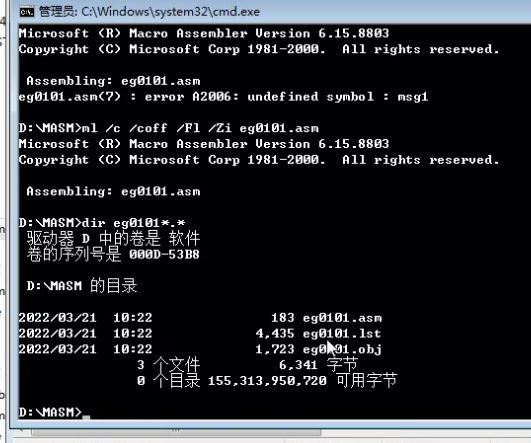 管理员: C:\Windows\system32\cmd.exe
Microsoft (R) Macro Assembler Version 6.15.8803
Copyright (C) Microsoft Corp 1981-2000.  All rights reserved.
Assembling: eg0101.asm
eg0101.asm(7) : error A2006: undefined symbol : msg1
D:\MASM>ml /c /coff /Fl /Zi eg0101.asm
Microsoft (R) Macro Assembler Version 6.15.8803
Copyright (C) Microsoft Corp 1981-2000.  All rights reserved.
Assembling: eg0101.asm
D:\MASM>dir eg0101*.*
驱动器 D 中的卷是 软件
卷的序列号是 000D-53B8
D:\MASM 的目录
2022/03/21  10:22               183 eg0101.asm
2022/03/21  10:22             4,435 eg0101.lst
2022/03/21  10:22             1,723 eg0101.obj
3 个文件          6,341 字节
0 个目录 155,313,950,720 可用字节
D:\MASM>_